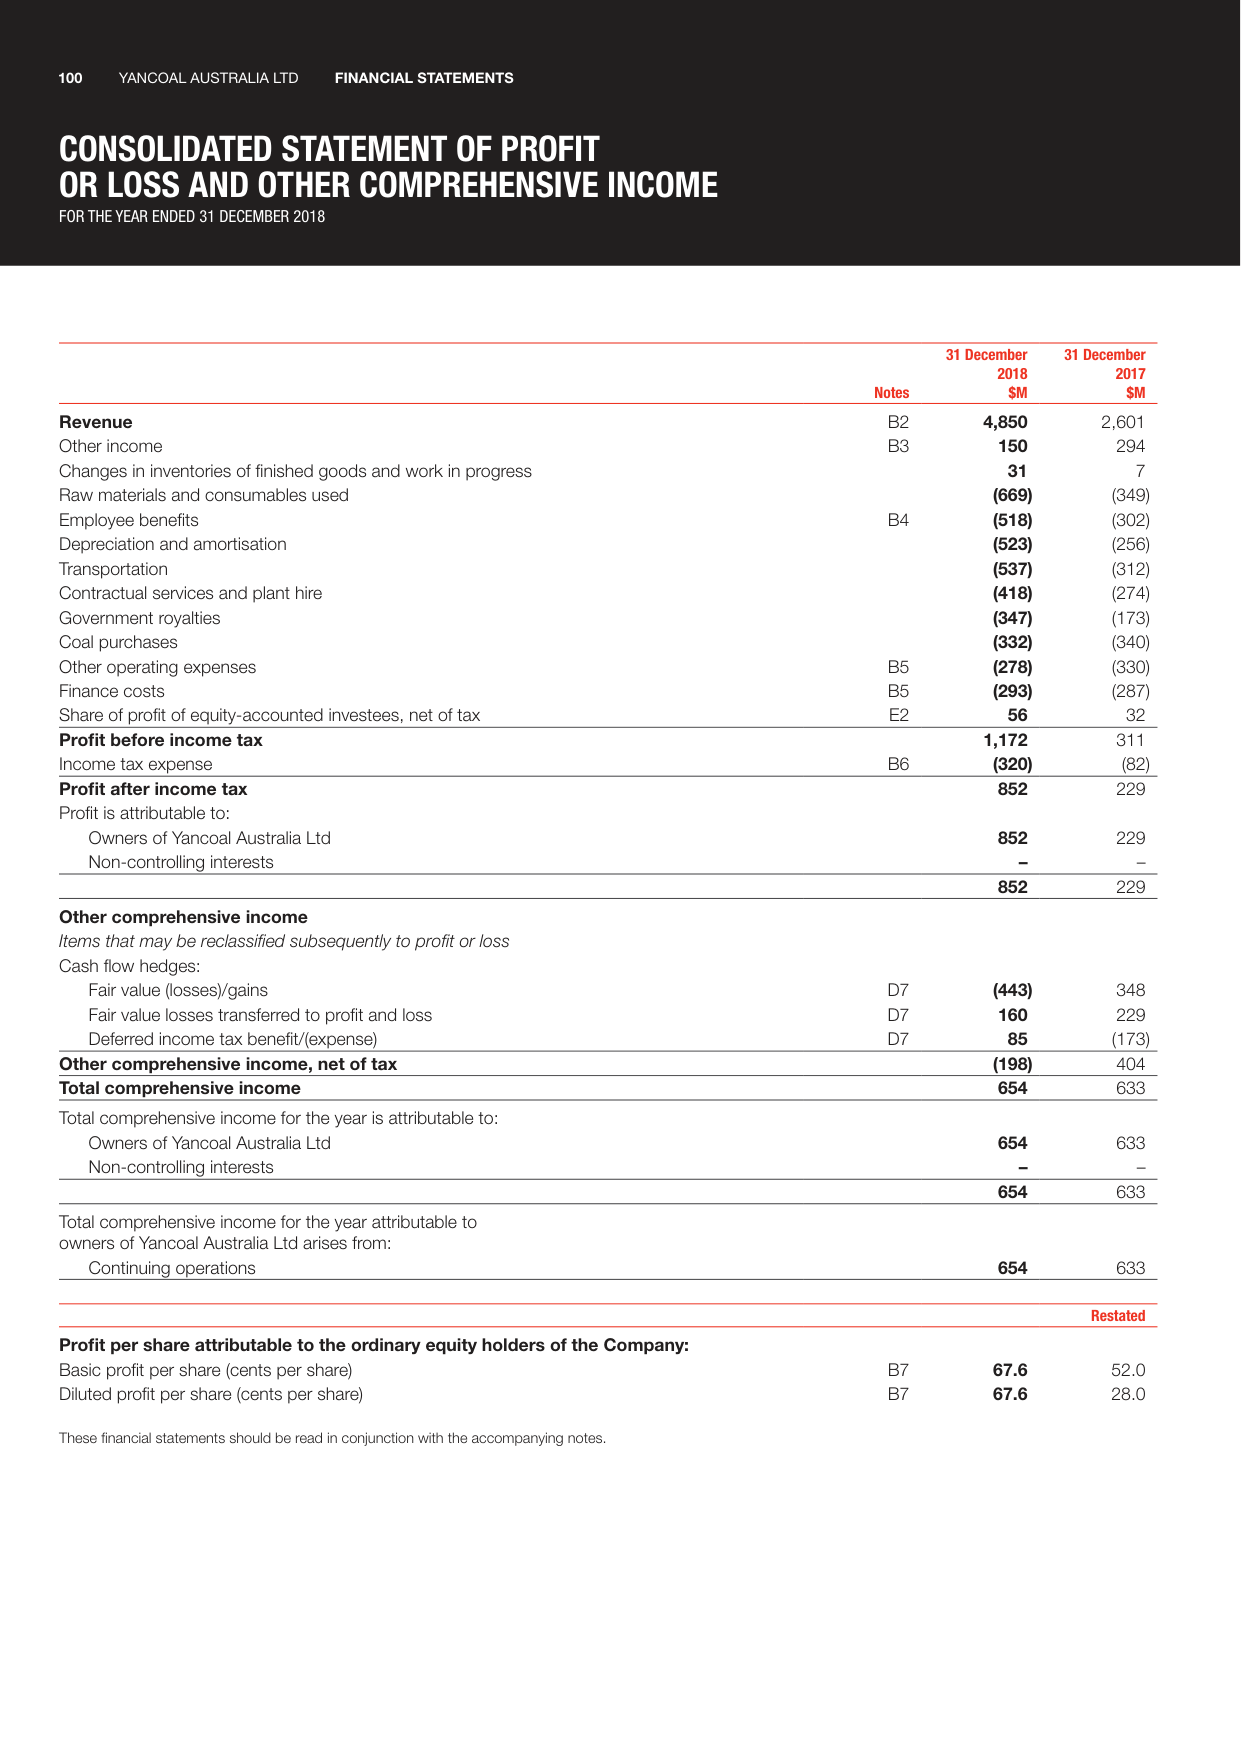 100 YANCOAL AUSTRALIA LTD FINANCIAL STATEMENTS
CONSOLIDATED STATEMENT OF PROFIT
OR LOSS AND OTHER COMPREHENSIVE INCOME
FOR THE YEAR ENDED 31 DECEMBER 2018
31 December 31 December
2018 2017
Notes $M $M
Revenue B2 4,850 2,601
Other income B3 150 294
Changes in inventories of finished goods and work in progress 31 7
Raw materials and consumables used (669) (349)
Employee benefits B4 (518) (302)
Depreciation and amortisation (523) (256)
Transportation (537) (312)
Contractual services and plant hire (418) (274)
Government royalties (347) (173)
Coal purchases (332) (340)
Other operating expenses B5 (278) (330)
Finance costs B5 (293) (287)
Share of profit of equity-accounted investees, net of tax E2 56 32
Profit before income tax 1,172 311
Income tax expense B6 (320) (82)
Profit after income tax 852 229
Profit is attributable to:
Owners of Yancoal Australia Ltd 852 229
Non-controlling interests – –
852 229
Other comprehensive income
Items that may be reclassified subsequently to profit or loss
Cash flow hedges:
Fair value (losses)/gains D7 (443) 348
Fair value losses transferred to profit and loss D7 160 229
Deferred income tax benefit/(expense) D7 85 (173)
Other comprehensive income, net of tax (198) 404
Total comprehensive income 654 633
Total comprehensive income for the year is attributable to:
Owners of Yancoal Australia Ltd 654 633
Non-controlling interests – –
654 633
Total comprehensive income for the year attributable to
owners of Yancoal Australia Ltd arises from:
Continuing operations 654 633
Restated
Profit per share attributable to the ordinary equity holders of the Company:
Basic profit per share (cents per share) B7 67.6 52.0
Diluted profit per share (cents per share) B7 67.6 28.0
These financial statements should be read in conjunction with the accompanying notes.